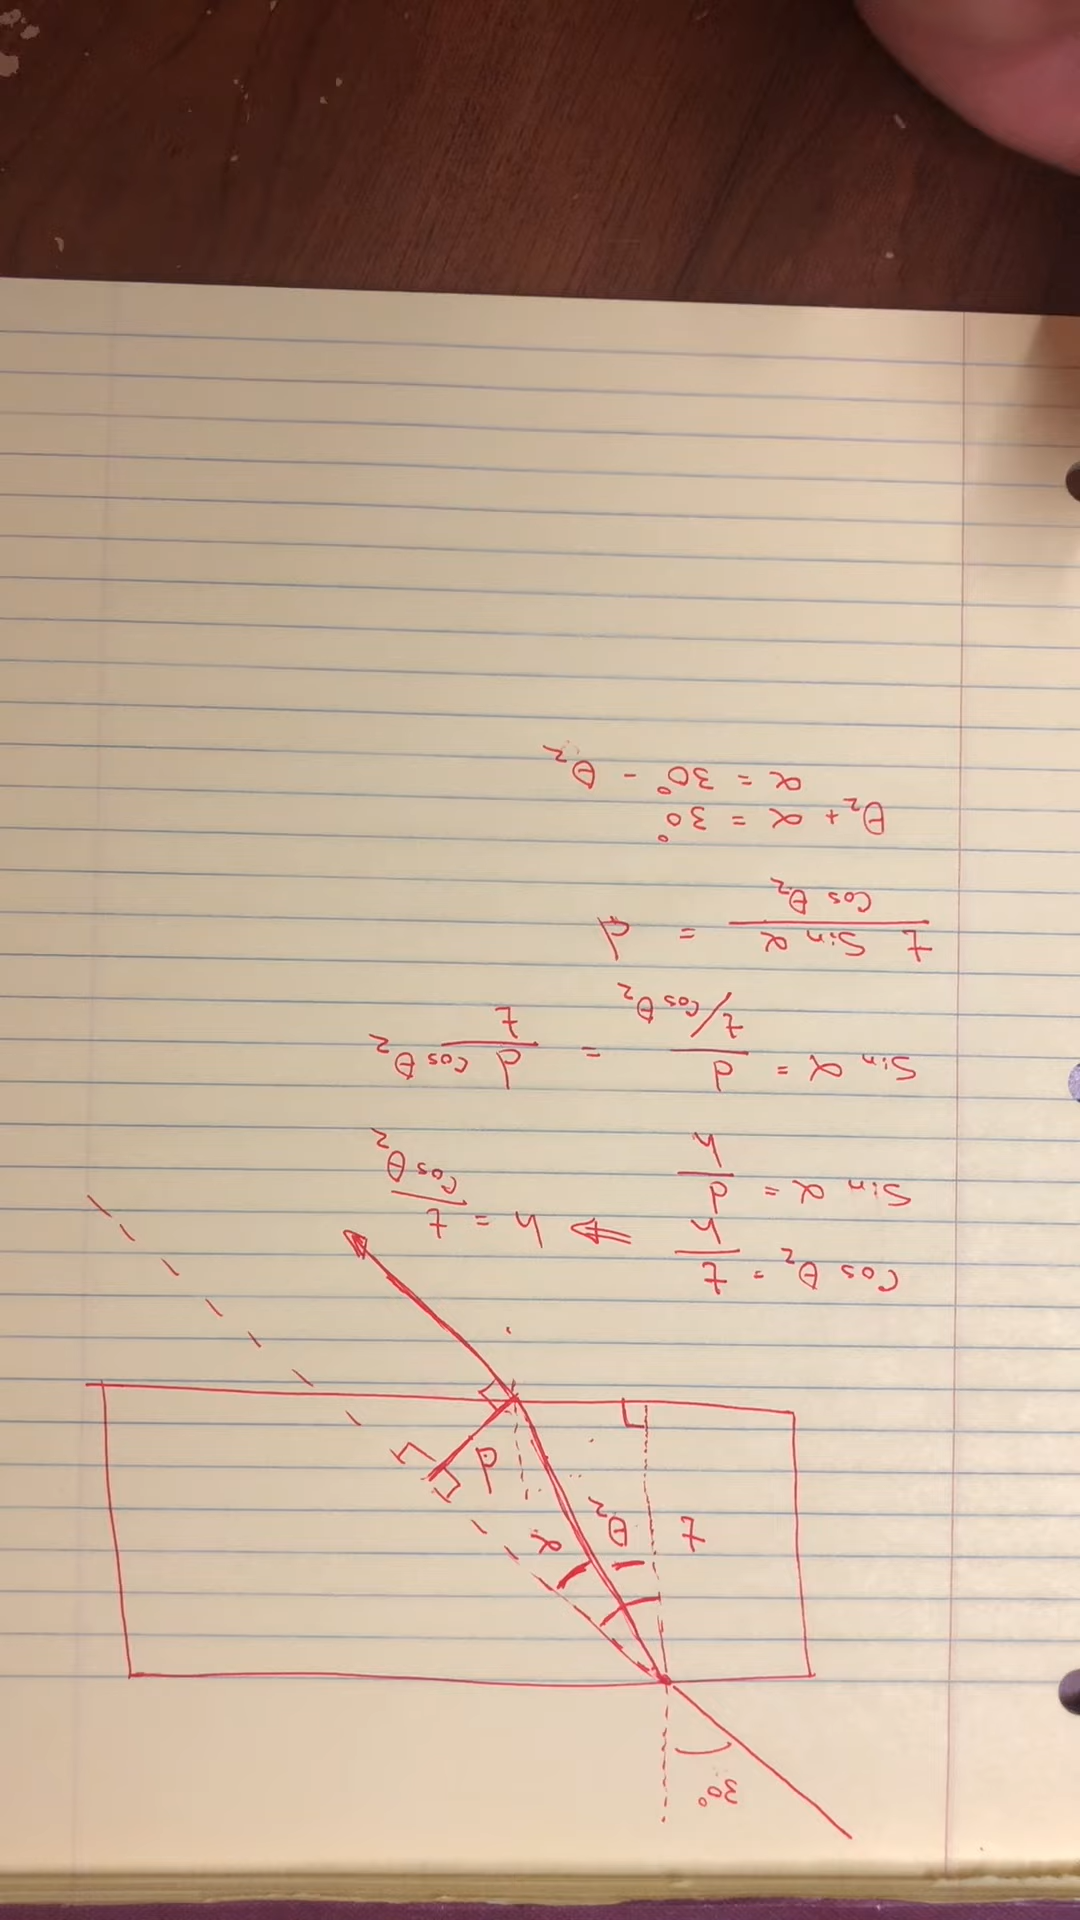 30°
θ₂ t
α
d
cos θ₂ = t/h ⇒ h = t/cos θ₂
sin α = d/h
sin α = d/(t/cos θ₂) = d cos θ₂/t
t sin α/cos θ₂ = d
θ₂ + α = 30°
α = 30° - θ₂